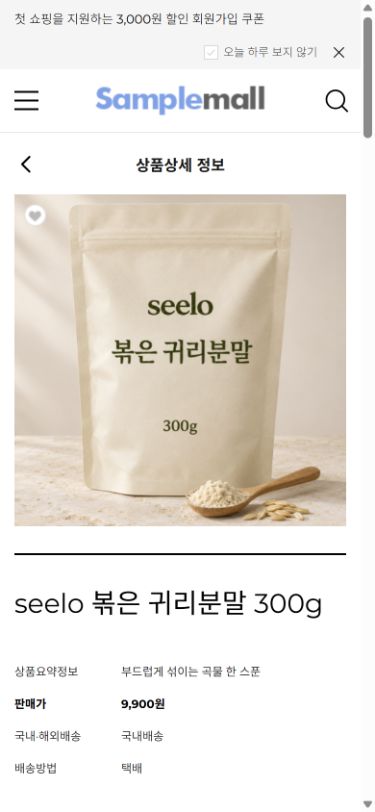 첫 쇼핑을 지원하는 3,000원 할인 회원가입 쿠폰
오늘 하루 보지 않기
Samplemall
상품상세 정보
seelo
볶은 귀리분말
300g
seelo 볶은 귀리분말 300g
상품요약정보 부드럽게 섞이는 곡물 한 스푼
판매가 9,900원
국내·해외배송 국내배송
배송방법 택배